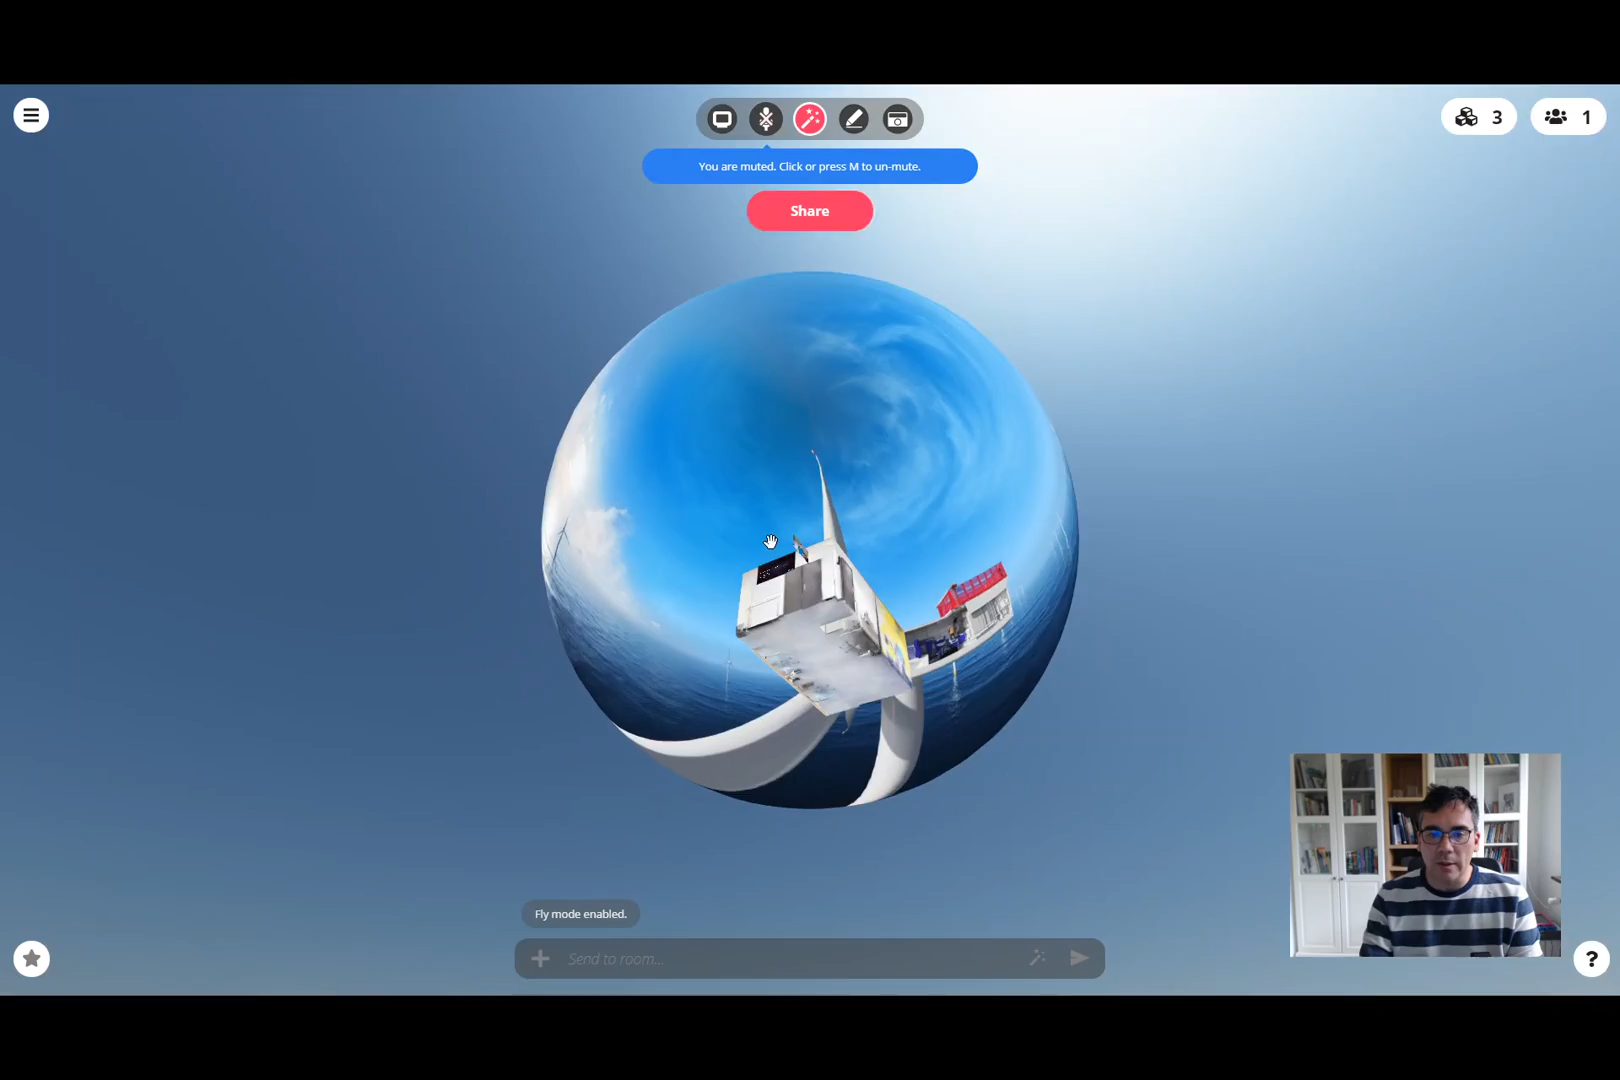 3
1
You are muted. Click or press M to un-mute.
Share
Fly mode enabled.
Send to room...
?